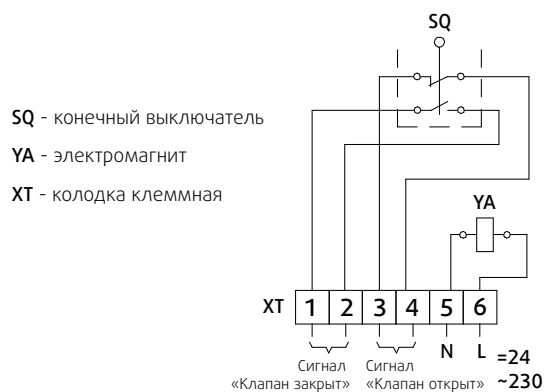 SQ
SQ - конечный выключатель
YA - электромагнит
XT - колодка клеммная
YA
XT 1 2 3 4 5 6
N L =24
~230
Сигнал «Клапан закрыт»
Сигнал «Клапан открыт»